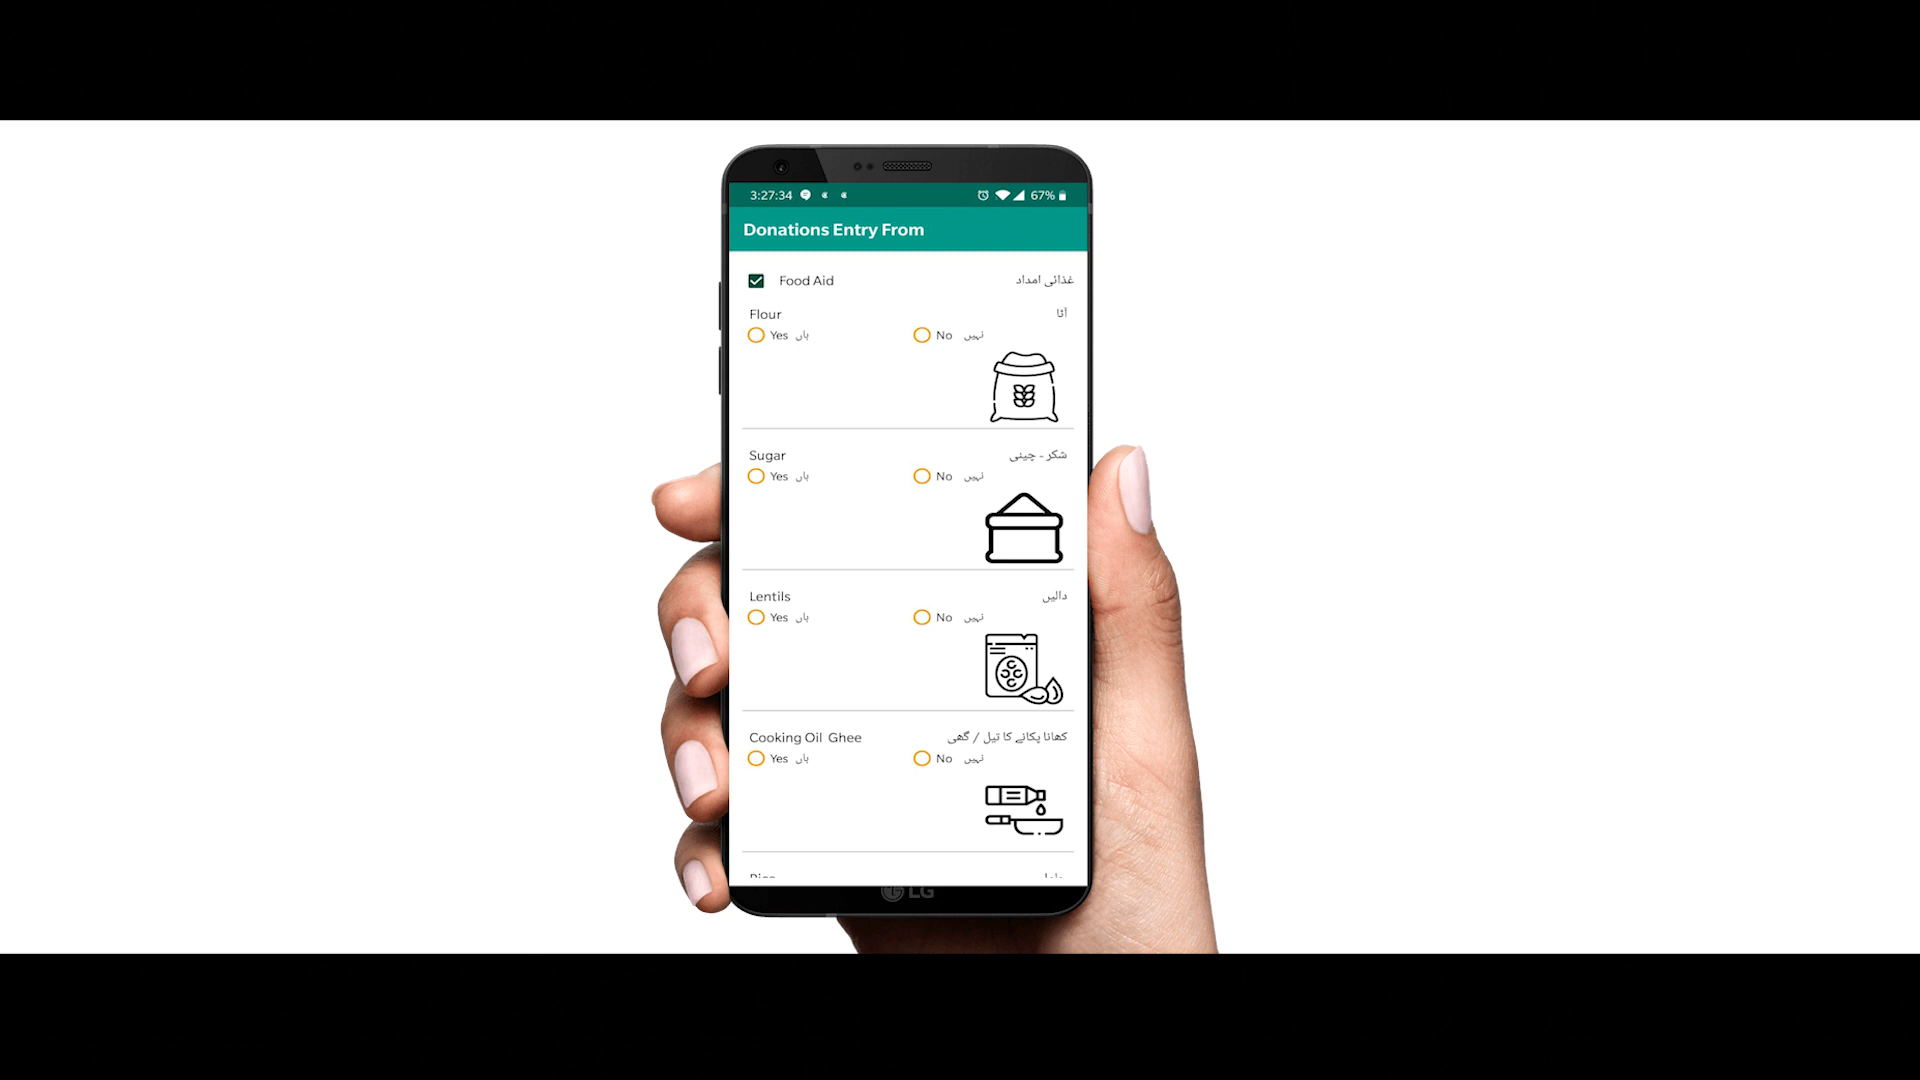 3:27:34 67%
Donations Entry From
Food Aid غذائی امداد
Flour آٹا
Yes ہاں No نہیں
Sugar شکر - چینی
Yes ہاں No نہیں
Lentils دالیں
Yes ہاں No نہیں
Cooking Oil Ghee کھانا پکانے کا تیل / گھی
Yes ہاں No نہیں
LG